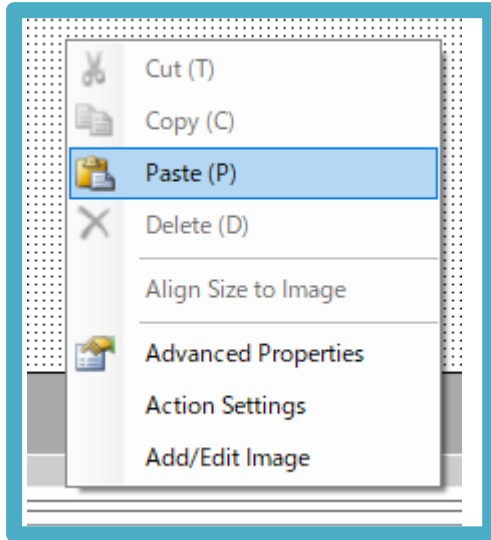 Cut (T)
Copy (C)
Paste (P)
Delete (D)
Align Size to Image
Advanced Properties
Action Settings
Add/Edit Image